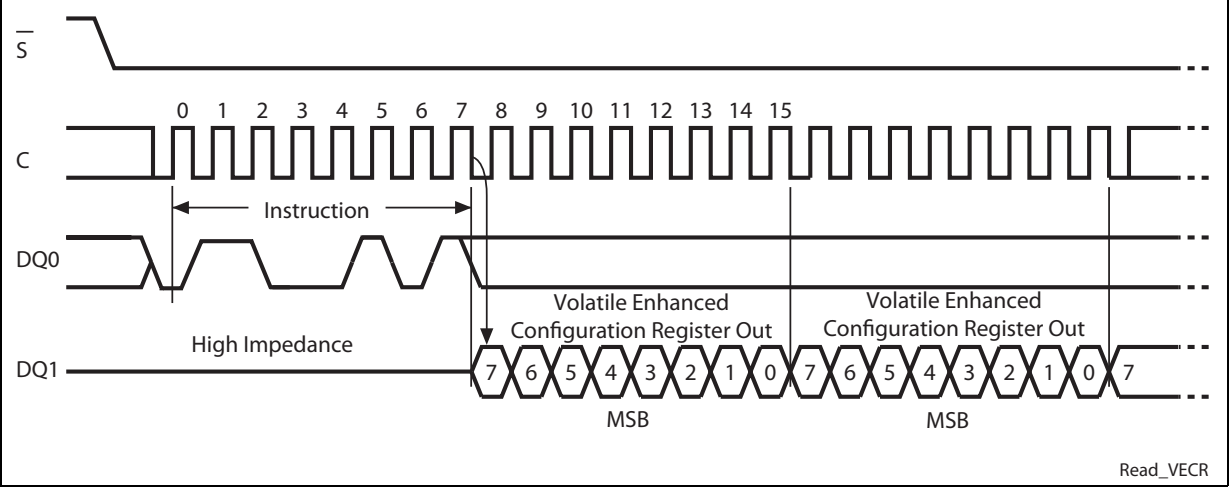 S
0 1 2 3 4 5 6 7 8 9 10 11 12 13 14 15
C
Instruction
DQ0
Volatile Enhanced
Configuration Register Out
Volatile Enhanced
Configuration Register Out
High Impedance
DQ1
7 6 5 4 3 2 1 0 7 6 5 4 3 2 1 0 7
MSB
MSB
Read_VECR